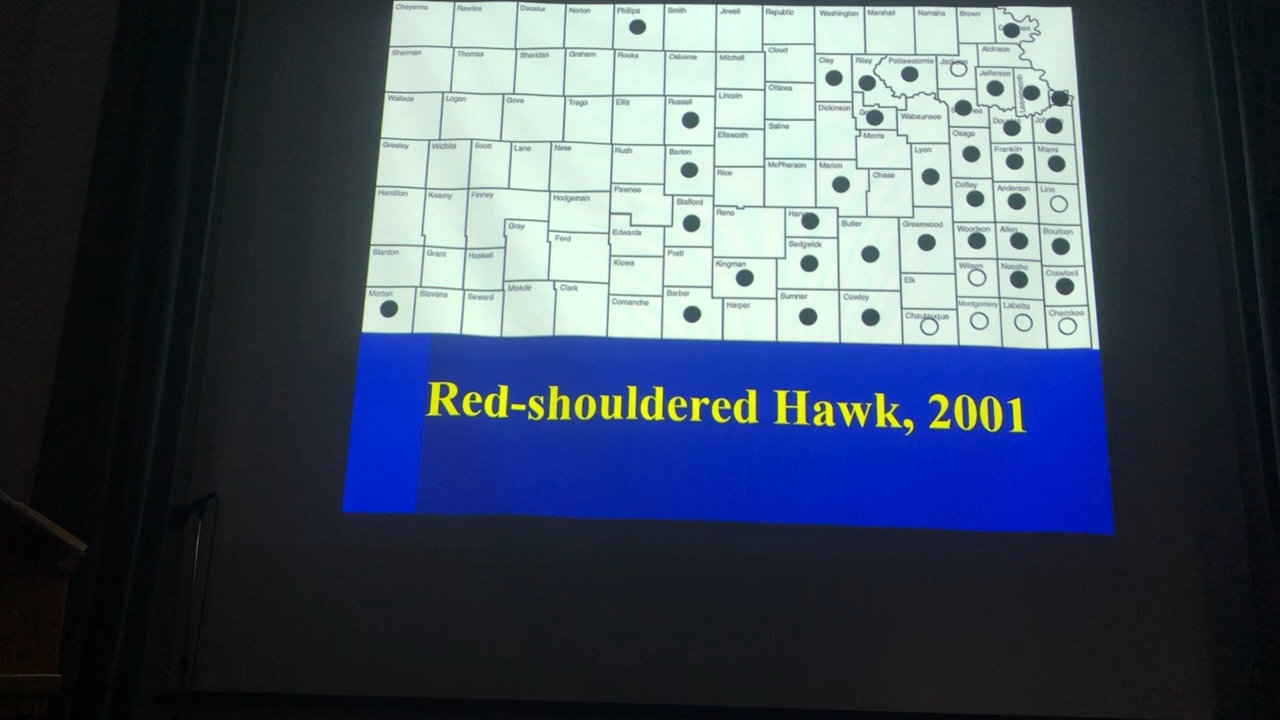 Cheyenne Rawlins Decatur Norton Phillips Smith Jewell Republic Washington Marshall Nemaha Brown
Atchison
Sherman Thomas Sheridan Graham Rooks Osborne Mitchell Cloud Clay Riley Pottawatomie
Jefferson
Leavenworth
Wallace Logan Gove Trego Ellis Russell Lincoln Ottawa Dickinson Wabaunsee
Saline
Ellsworth Morris Osage
Greeley Wichita Scott Lane Ness Rush Barton Lyon Franklin Miami
Rice McPherson Marion Chase
Hamilton Kearny Finney Hodgeman Pawnee Stafford Coffey Anderson Linn
Reno
Gray Ford Edwards Butler Greenwood Woodson Allen Bourbon
Sedgwick
Stanton Grant Haskell Kiowa Pratt Kingman Elk Wilson Neosho Crawford
Morton Stevens Seward Meade Clark Comanche Barber Harper Sumner Cowley Chautauqua Montgomery Labette Cherokee
Red-shouldered Hawk, 2001